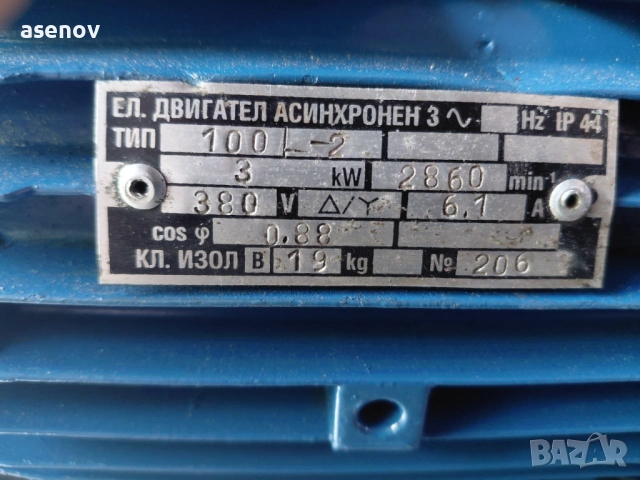 asenov
ЕЛ. ДВИГАТЕЛ АСИНХРОНЕН 3 ∿ Hz IP 44
ТИП 100 L-2
3 kW 2860 min⁻¹
380 V Δ/Y 6.1 A
cos φ 0.88
КЛ. ИЗОЛ B 19 kg № 206
BAZAR